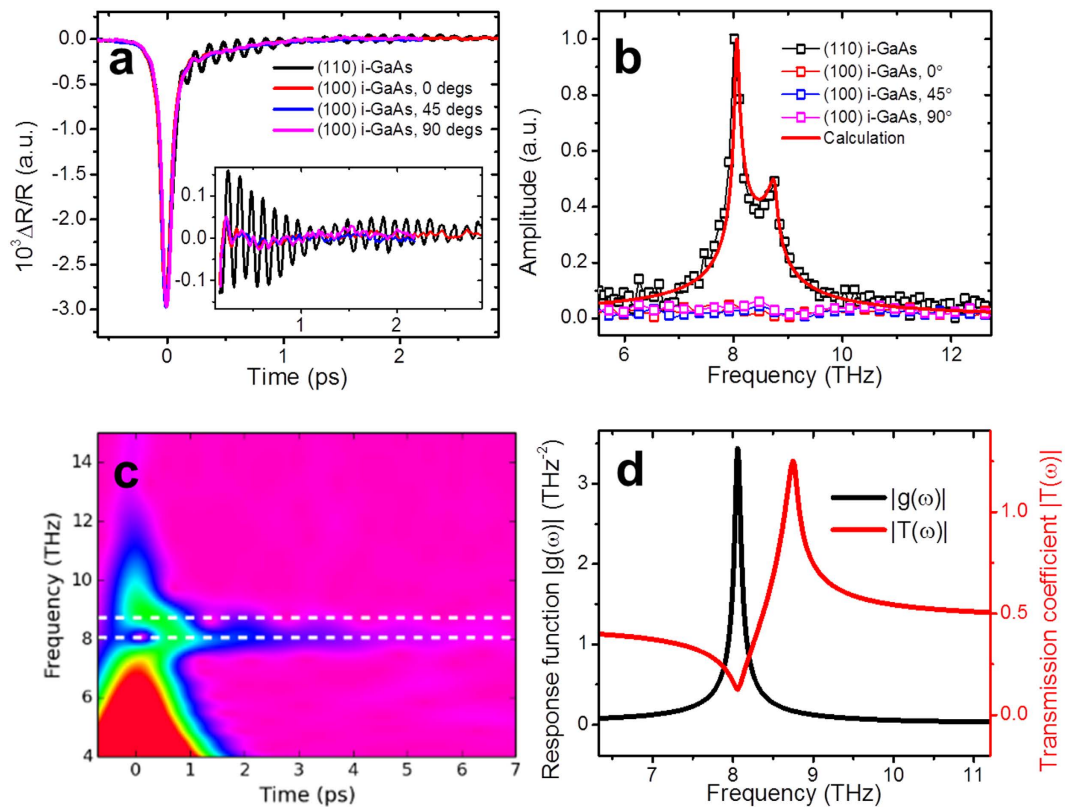 a
0.0
-0.5
-1.0
-1.5
-2.0
-2.5
-3.0
10³ΔR/R (a.u.)
(110) i-GaAs
(100) i-GaAs, 0 degs
(100) i-GaAs, 45 degs
(100) i-GaAs, 90 degs
0.1
0.0
-0.1
1
2
0
1
2
Time (ps)
b
1.0
0.8
0.6
0.4
0.2
0.0
Amplitude (a.u.)
(110) i-GaAs
(100) i-GaAs, 0°
(100) i-GaAs, 45°
(100) i-GaAs, 90°
Calculation
6
8
10
12
Frequency (THz)
c
14
10
8
6
4
Frequency (THz)
0
1
2
3
4
5
6
7
Time (ps)
d
3
2
1
0
Response function |g(ω)| (THz⁻²)
|g(ω)|
|T(ω)|
1.0
0.5
0.0
Transmission coefficient |T(ω)|
7
8
9
10
11
Frequency (THz)